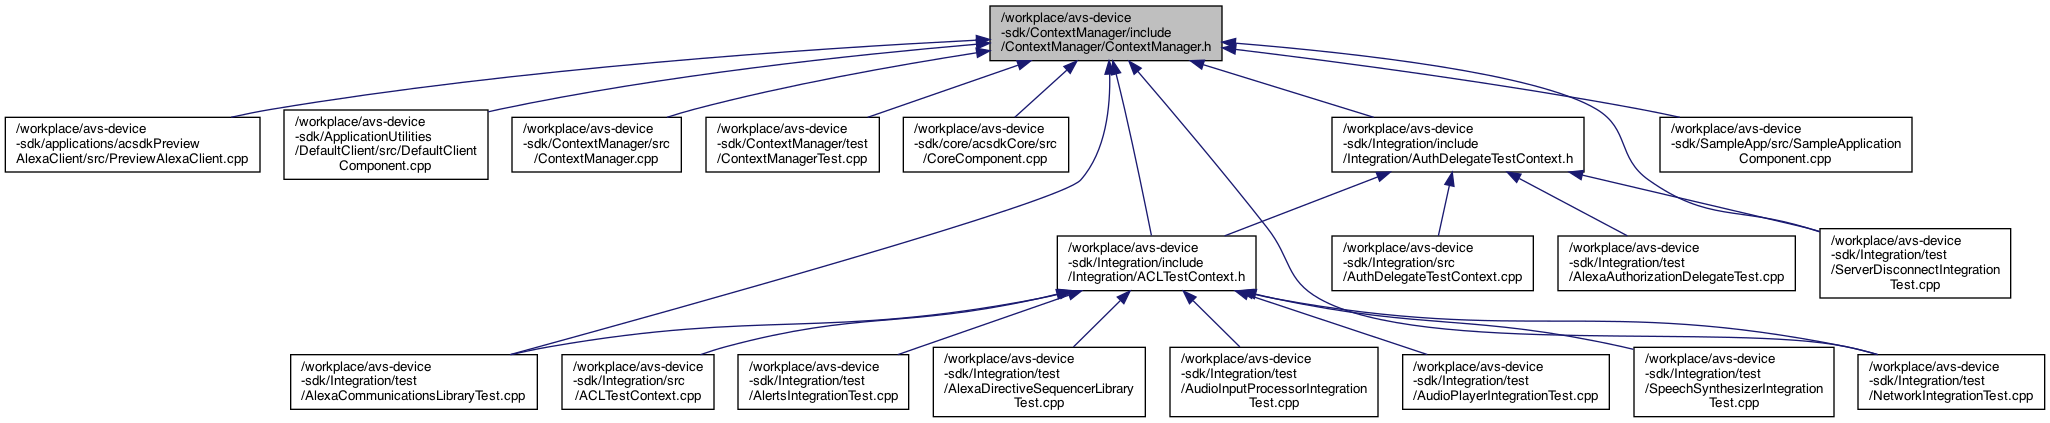 /workplace/avs-device
-sdk/ContextManager/include
/ContextManager/ContextManager.h
/workplace/avs-device
-sdk/applications/acsdkPreview
AlexaClient/src/PreviewAlexaClient.cpp
/workplace/avs-device
-sdk/ApplicationUtilities
/DefaultClient/src/DefaultClient
Component.cpp
/workplace/avs-device
-sdk/ContextManager/src
/ContextManager.cpp
/workplace/avs-device
-sdk/ContextManager/test
/ContextManagerTest.cpp
/workplace/avs-device
-sdk/core/acsdkCore/src
/CoreComponent.cpp
/workplace/avs-device
-sdk/Integration/include
/Integration/AuthDelegateTestContext.h
/workplace/avs-device
-sdk/SampleApp/src/SampleApplication
Component.cpp
/workplace/avs-device
-sdk/Integration/include
/Integration/ACLTestContext.h
/workplace/avs-device
-sdk/Integration/src
/AuthDelegateTestContext.cpp
/workplace/avs-device
-sdk/Integration/test
/AlexaAuthorizationDelegateTest.cpp
/workplace/avs-device
-sdk/Integration/test
/ServerDisconnectIntegration
Test.cpp
/workplace/avs-device
-sdk/Integration/test
/AlexaCommunicationsLibraryTest.cpp
/workplace/avs-device
-sdk/Integration/src
/ACLTestContext.cpp
/workplace/avs-device
-sdk/Integration/test
/AlertsIntegrationTest.cpp
/workplace/avs-device
-sdk/Integration/test
/AlexaDirectiveSequencerLibrary
Test.cpp
/workplace/avs-device
-sdk/Integration/test
/AudioInputProcessorIntegration
Test.cpp
/workplace/avs-device
-sdk/Integration/test
/AudioPlayerIntegrationTest.cpp
/workplace/avs-device
-sdk/Integration/test
/SpeechSynthesizerIntegration
Test.cpp
/workplace/avs-device
-sdk/Integration/test
/NetworkIntegrationTest.cpp